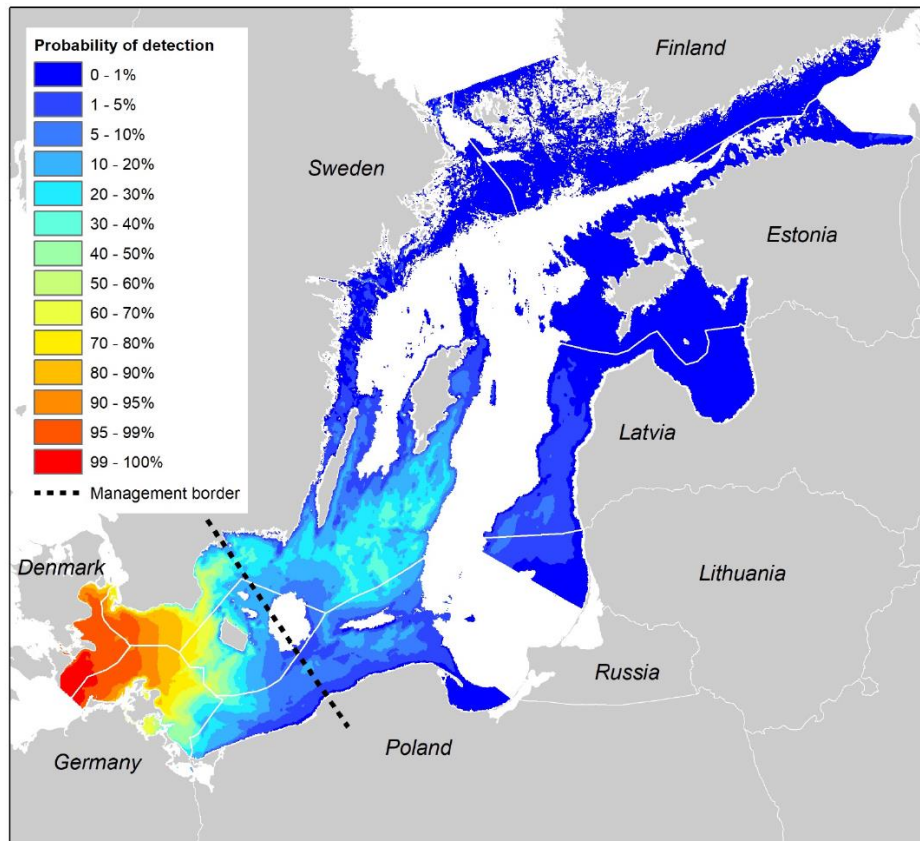 Probability of detection
0 - 1%
1 - 5%
5 - 10%
10 - 20%
20 - 30%
30 - 40%
40 - 50%
50 - 60%
60 - 70%
70 - 80%
80 - 90%
90 - 95%
95 - 99%
99 - 100%
Management border
Finland
Sweden
Estonia
Latvia
Denmark
Lithuania
Russia
Poland
Germany